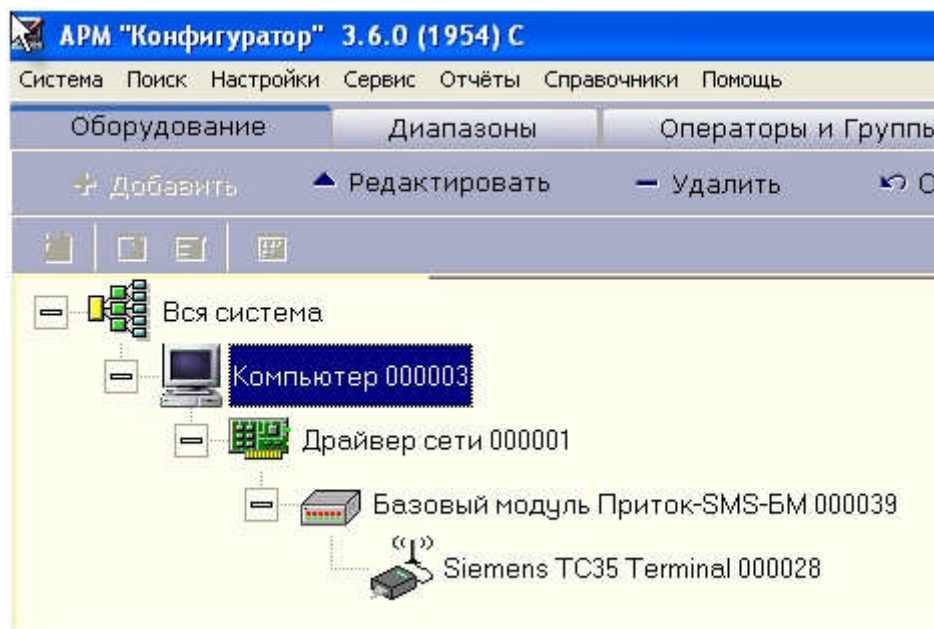 АРМ "Конфигуратор" 3.6.0 (1954) C
Система Поиск Настройки Сервис Отчёты Справочники Помощь
Оборудование Диапазоны Операторы и Группы
Добавить Редактировать Удалить О
Вся система
Компьютер 000003
Драйвер сети 000001
Базовый модуль Приток-SMS-БМ 000039
Siemens TC35 Terminal 000028